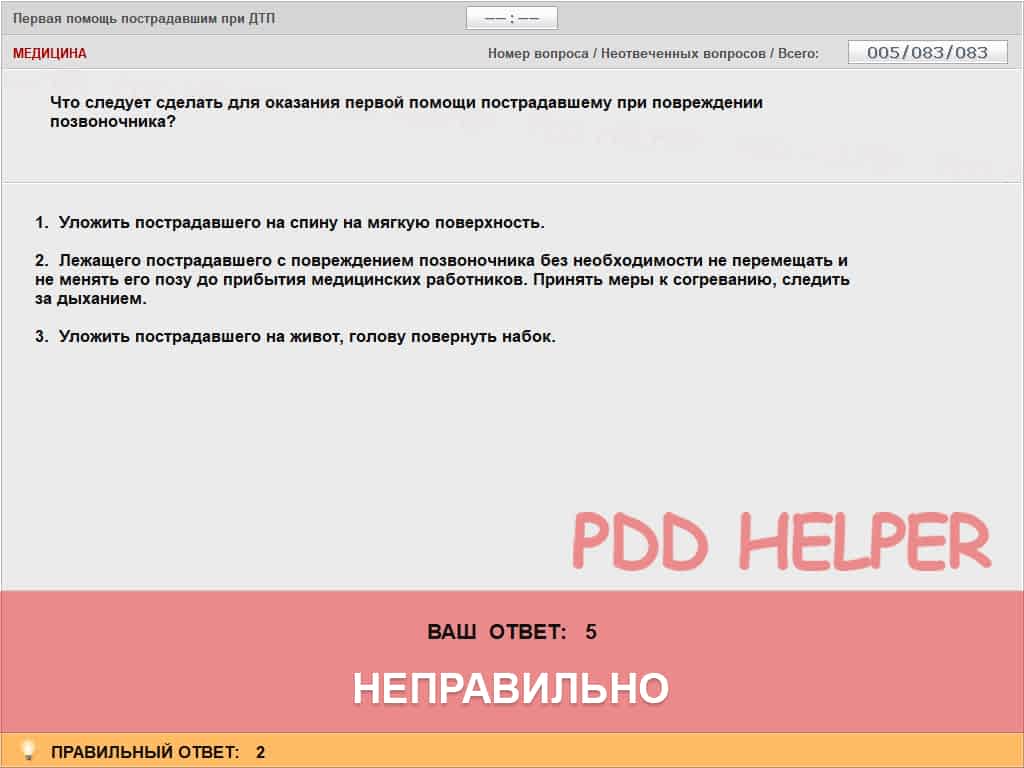 Первая помощь пострадавшим при ДТП
––:––
МЕДИЦИНА
Номер вопроса / Неотвеченных вопросов / Всего:
005/083/083
Что следует сделать для оказания первой помощи пострадавшему при повреждении
позвоночника?
1. Уложить пострадавшего на спину на мягкую поверхность.
2. Лежащего пострадавшего с повреждением позвоночника без необходимости не перемещать и
не менять его позу до прибытия медицинских работников. Принять меры к согреванию, следить
за дыханием.
3. Уложить пострадавшего на живот, голову повернуть набок.
PDD HELPER
ВАШ ОТВЕТ: 5
НЕПРАВИЛЬНО
ПРАВИЛЬНЫЙ ОТВЕТ: 2